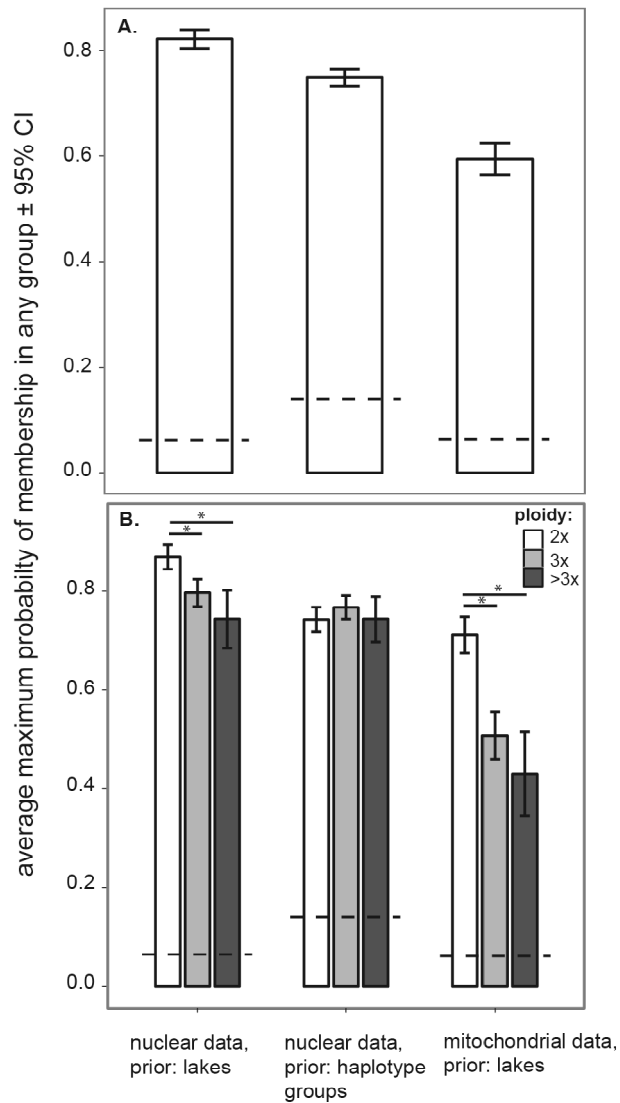 average maximum probabilty of membership in any group ± 95% CI
A.
0.8
0.6
0.4
0.2
0.0
B.
ploidy:
2x
3x
>3x
* *
* *
0.8
0.6
0.4
0.2
0.0
nuclear data,
prior: lakes
nuclear data,
prior: haplotype
groups
mitochondrial data,
prior: lakes